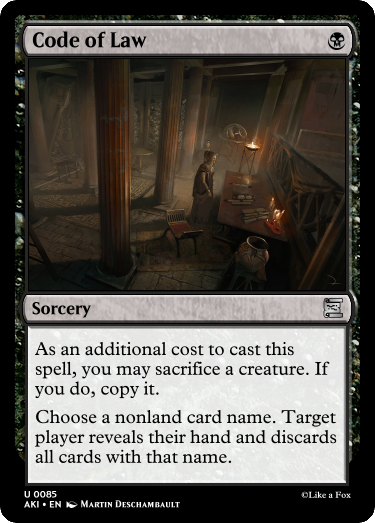 Code of Law
Sorcery
As an additional cost to cast this
spell, you may sacrifice a creature. If
you do, copy it.
Choose a nonland card name. Target
player reveals their hand and discards
all cards with that name.
U 0085
AKI • EN Martin Deschambault
©Like a Fox